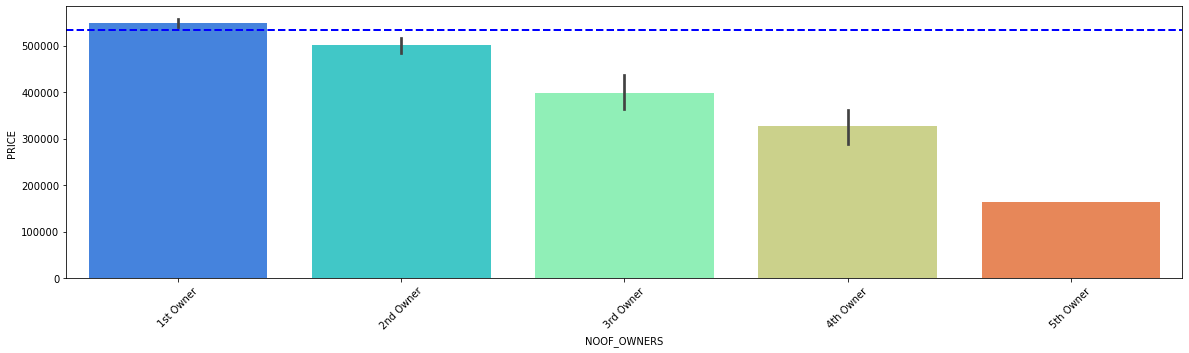 PRICE
500000
400000
300000
200000
100000
0
1st Owner
2nd Owner
3rd Owner
4th Owner
5th Owner
NOOF_OWNERS